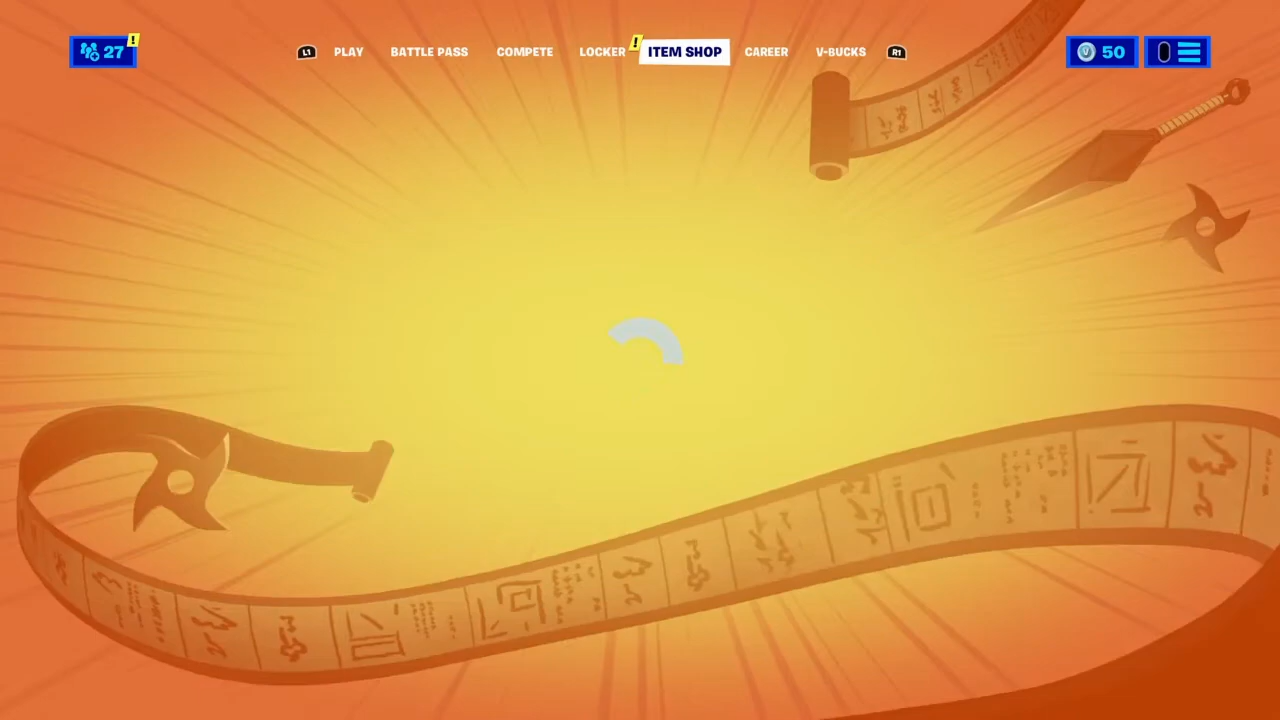 27 !
L1 PLAY BATTLE PASS COMPETE LOCKER ! ITEM SHOP CAREER V-BUCKS R1
V 50